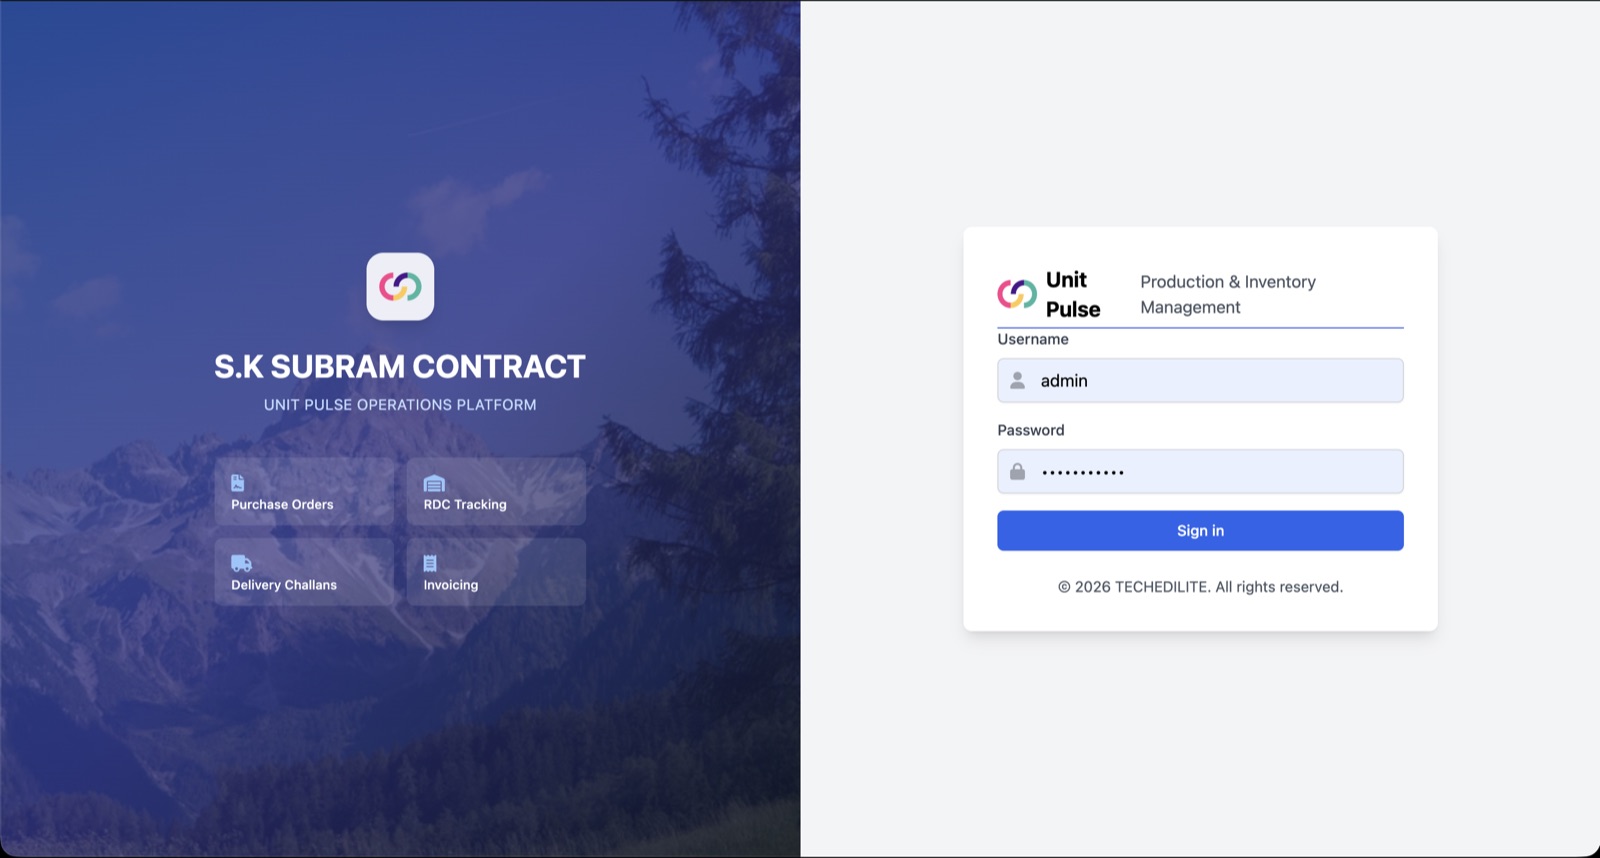 S.K SUBRAM CONTRACT
UNIT PULSE OPERATIONS PLATFORM
Purchase Orders
RDC Tracking
Delivery Challans
Invoicing
Unit
Pulse
Production & Inventory
Management
Username
admin
Password
•••••••••••
Sign in
© 2026 TECHEDILITE. All rights reserved.